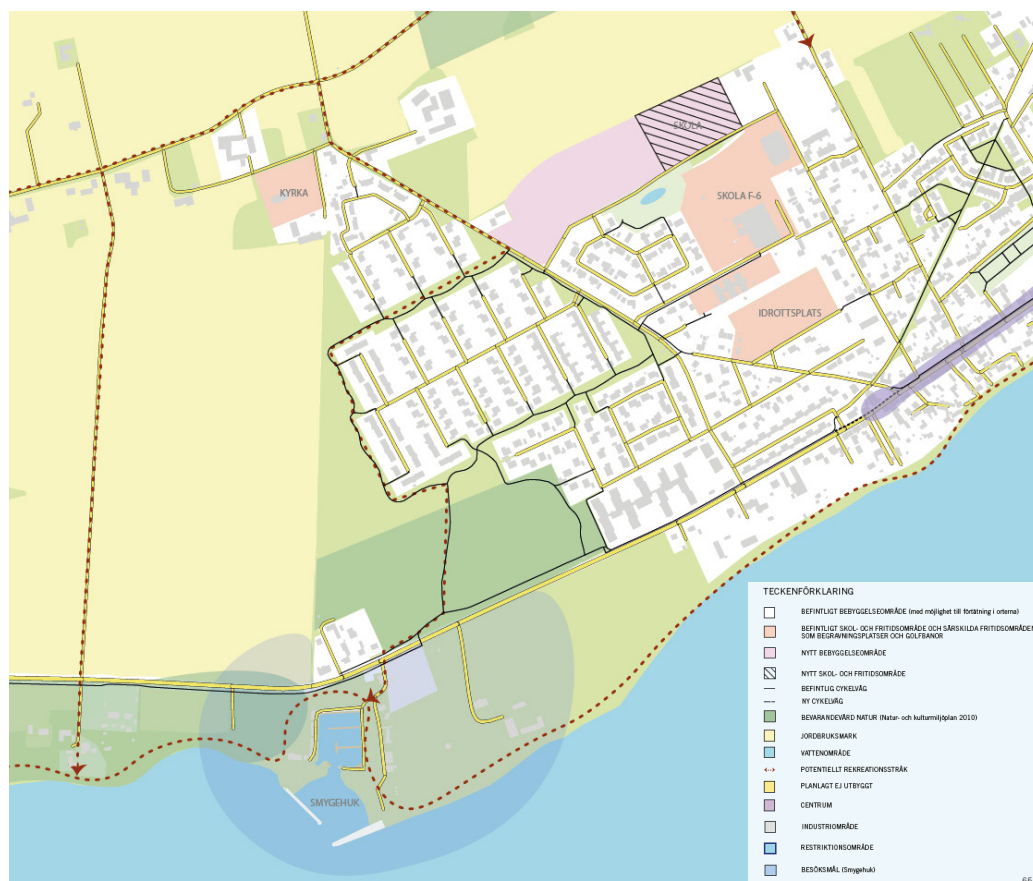 SKOLA
KYRKA
SKOLA F-6
IDROTTSPLATS
SMYGEHUK
TECKENFÖRKLARING
BEFINTLIGT BEBYGGELSEOMRÅDE (med möjlighet till förtätning i orterna)
BEFINTLIGT SKOL- OCH FRITIDSOMRÅDE OCH SÄRSKILDA FRITIDSOMRÅDEN
SOM BEGRAVNINGSPLATSER OCH GOLFBANOR
NYTT BEBYGGELSEOMRÅDE
NYTT SKOL- OCH FRITIDSOMRÅDE
BEFINTLIG CYKELVÄG
NY CYKELVÄG
BEVARANDEVÄRD NATUR (Natur- och kulturmiljöplan 2010)
JORDBRUKSMARK
VATTENOMRÅDE
POTENTIELLT REKREATIONSSTRÅK
PLANLAGT EJ UTBYGGT
CENTRUM
INDUSTRIOMRÅDE
RESTRIKTIONSOMRÅDE
BESÖKSMÅL (Smygehuk)
65